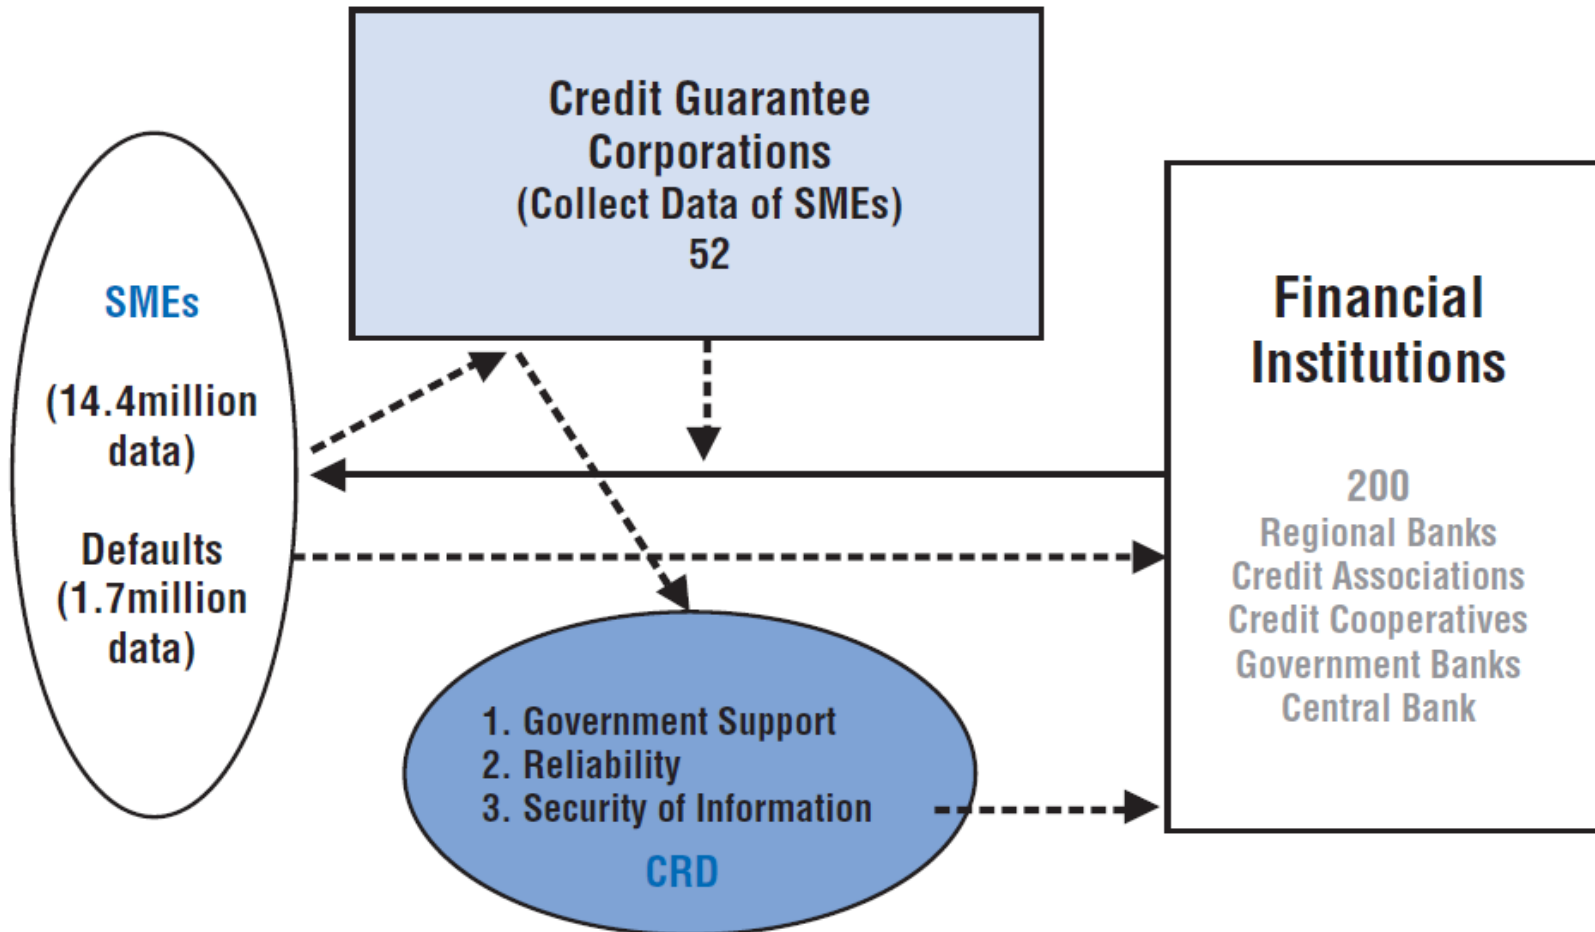 Credit Guarantee
Corporations
(Collect Data of SMEs)
52
SMEs
(14.4million
data)
Defaults
(1.7million
data)
Financial
Institutions
200
Regional Banks
Credit Associations
Credit Cooperatives
Government Banks
Central Bank
1. Government Support
2. Reliability
3. Security of Information
CRD